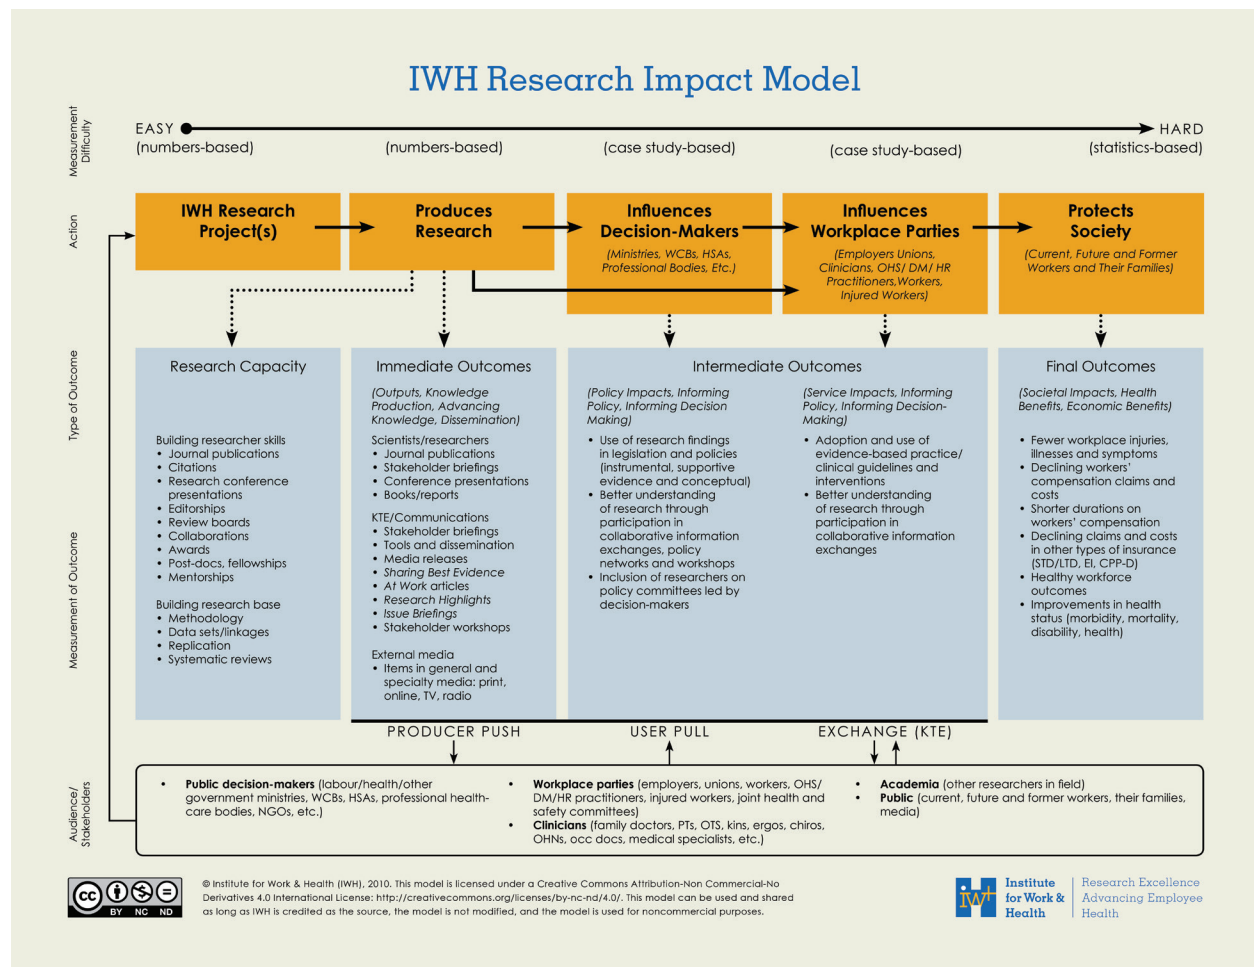 IWH Research Impact Model
Measurement
Difficulty
EASY
HARD
(numbers-based)
(numbers-based)
(case study-based)
(case study-based)
(statistics-based)
Action
IWH Research
Project(s)
Produces
Research
Influences
Decision-Makers
(Ministries, WCBs, HSAs,
Professional Bodies, Etc.)
Influences
Workplace Parties
(Employers Unions,
Clinicians, OHS/ DM/ HR
Practitioners,Workers,
Injured Workers)
Protects
Society
(Current, Future and Former
Workers and Their Families)
Type of Outcome
Measurement of Outcome
Research Capacity
Building researcher skills
• Journal publications
• Citations
• Research conference
presentations
• Editorships
• Review boards
• Collaborations
• Awards
• Post-docs, fellowships
• Mentorships
Building research base
• Methodology
• Data sets/linkages
• Replication
• Systematic reviews
Immediate Outcomes
(Outputs, Knowledge
Production, Advancing
Knowledge, Dissemination)
Scientists/researchers
• Journal publications
• Stakeholder briefings
• Conference presentations
• Books/reports
KTE/Communications
• Stakeholder briefings
• Tools and dissemination
• Media releases
• Sharing Best Evidence
• At Work articles
• Research Highlights
• Issue Briefings
• Stakeholder workshops
External media
• Items in general and
specialty media: print,
online, TV, radio
Intermediate Outcomes
(Policy Impacts, Informing
Policy, Informing Decision
Making)
• Use of research findings
in legislation and policies
(instrumental, supportive
evidence and conceptual)
• Better understanding
of research through
participation in
collaborative information
exchanges, policy
networks and workshops
• Inclusion of researchers on
policy committees led by
decision-makers
(Service Impacts, Informing
Policy, Informing Decision-
Making)
• Adoption and use of
evidence-based practice/
clinical guidelines and
interventions
• Better understanding
of research through
participation in
collaborative information
exchanges
Final Outcomes
(Societal Impacts, Health
Benefits, Economic Benefits)
• Fewer workplace injuries,
illnesses and symptoms
• Declining workers’
compensation claims and
costs
• Shorter durations on
workers’ compensation
• Declining claims and costs
in other types of insurance
(STD/LTD, EI, CPP-D)
• Healthy workforce
outcomes
• Improvements in health
status (morbidity, mortality,
disability, health)
PRODUCER PUSH
USER PULL
EXCHANGE (KTE)
Audience/
Stakeholders
• Public decision-makers (labour/health/other
government ministries, WCBs, HSAs, professional health-
care bodies, NGOs, etc.)
• Workplace parties (employers, unions, workers, OHS/
DM/HR practitioners, injured workers, joint health and
safety committees)
• Clinicians (family doctors, PTs, OTS, kins, ergos, chiros,
OHNs, occ docs, medical specialists, etc.)
• Academia (other researchers in field)
• Public (current, future and former workers, their families,
media)
cc
BY NC ND
© Institute for Work & Health (IWH), 2010. This model is licensed under a Creative Commons Attribution-Non Commercial-No
Derivatives 4.0 International License: http://creativecommons.org/licenses/by-nc-nd/4.0/. This model can be used and shared
as long as IWH is credited as the source, the model is not modified, and the model is used for noncommercial purposes.
iw+
Institute
for Work &
Health
Research Excellence
Advancing Employee
Health